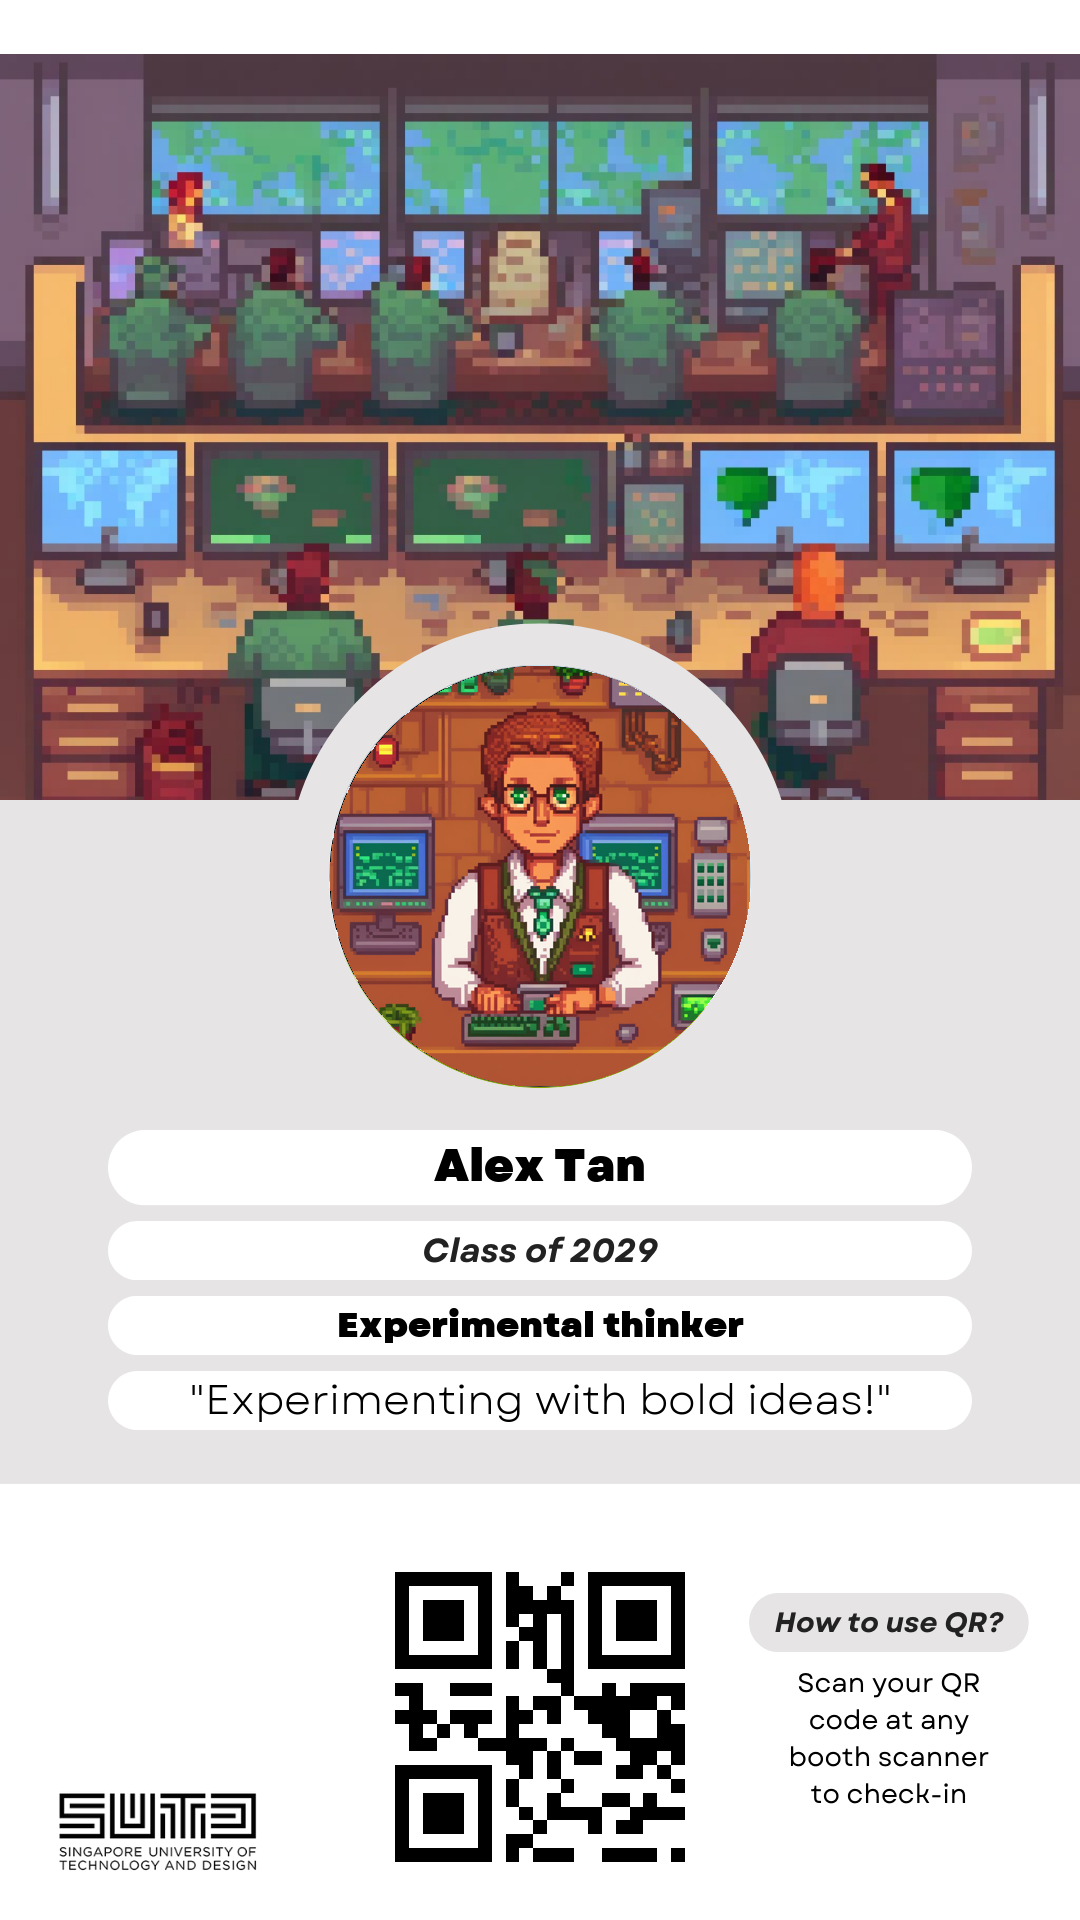 Alex Tan
Class of 2029
Experimental thinker
"Experimenting with bold ideas!"
How to use QR?
Scan your QR
code at any
booth scanner
to check-in
SUTD
SINGAPORE UNIVERSITY OF
TECHNOLOGY AND DESIGN